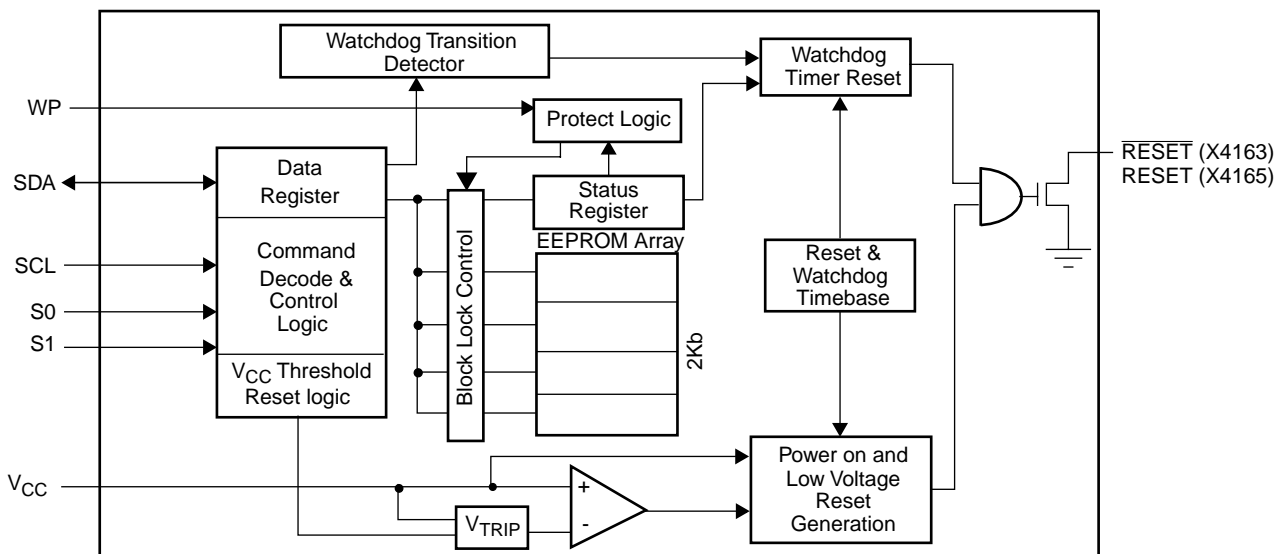 Watchdog Transition
Detector
Watchdog
Timer Reset
WP
Protect Logic
SDA
Data
Register
Status
Register
RESET (X4163)
RESET (X4165)
EEPROM Array
SCL
Command
Decode &
Control
Logic
S0
S1
Block Lock Control
2Kb
Reset &
Watchdog
Timebase
VCC Threshold
Reset logic
VCC
+
-
VTRIP
Power on and
Low Voltage
Reset
Generation